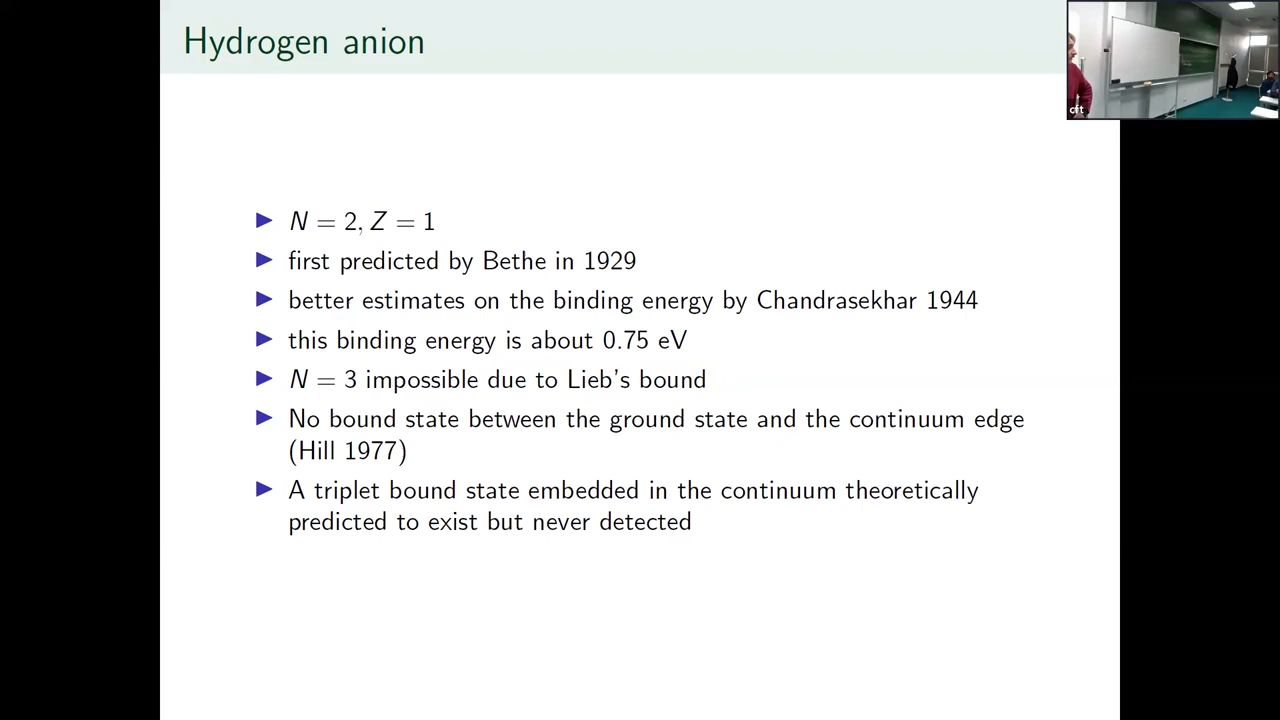 Hydrogen anion
cft
▶ N = 2, Z = 1
▶ first predicted by Bethe in 1929
▶ better estimates on the binding energy by Chandrasekhar 1944
▶ this binding energy is about 0.75 eV
▶ N = 3 impossible due to Lieb's bound
▶ No bound state between the ground state and the continuum edge
(Hill 1977)
▶ A triplet bound state embedded in the continuum theoretically
predicted to exist but never detected